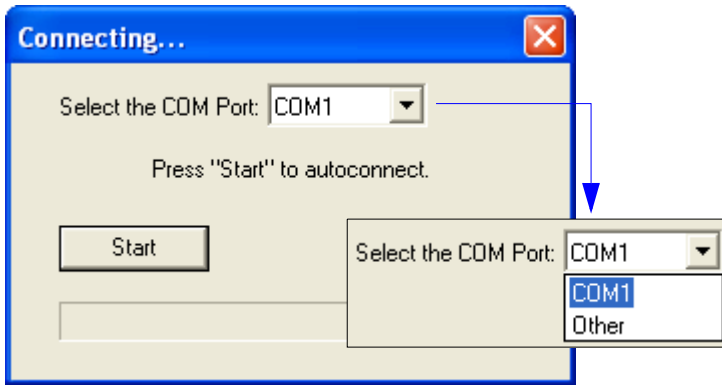 Connecting...
Select the COM Port: COM1
Press "Start" to autoconnect.
Start
Select the COM Port: COM1
COM1
Other